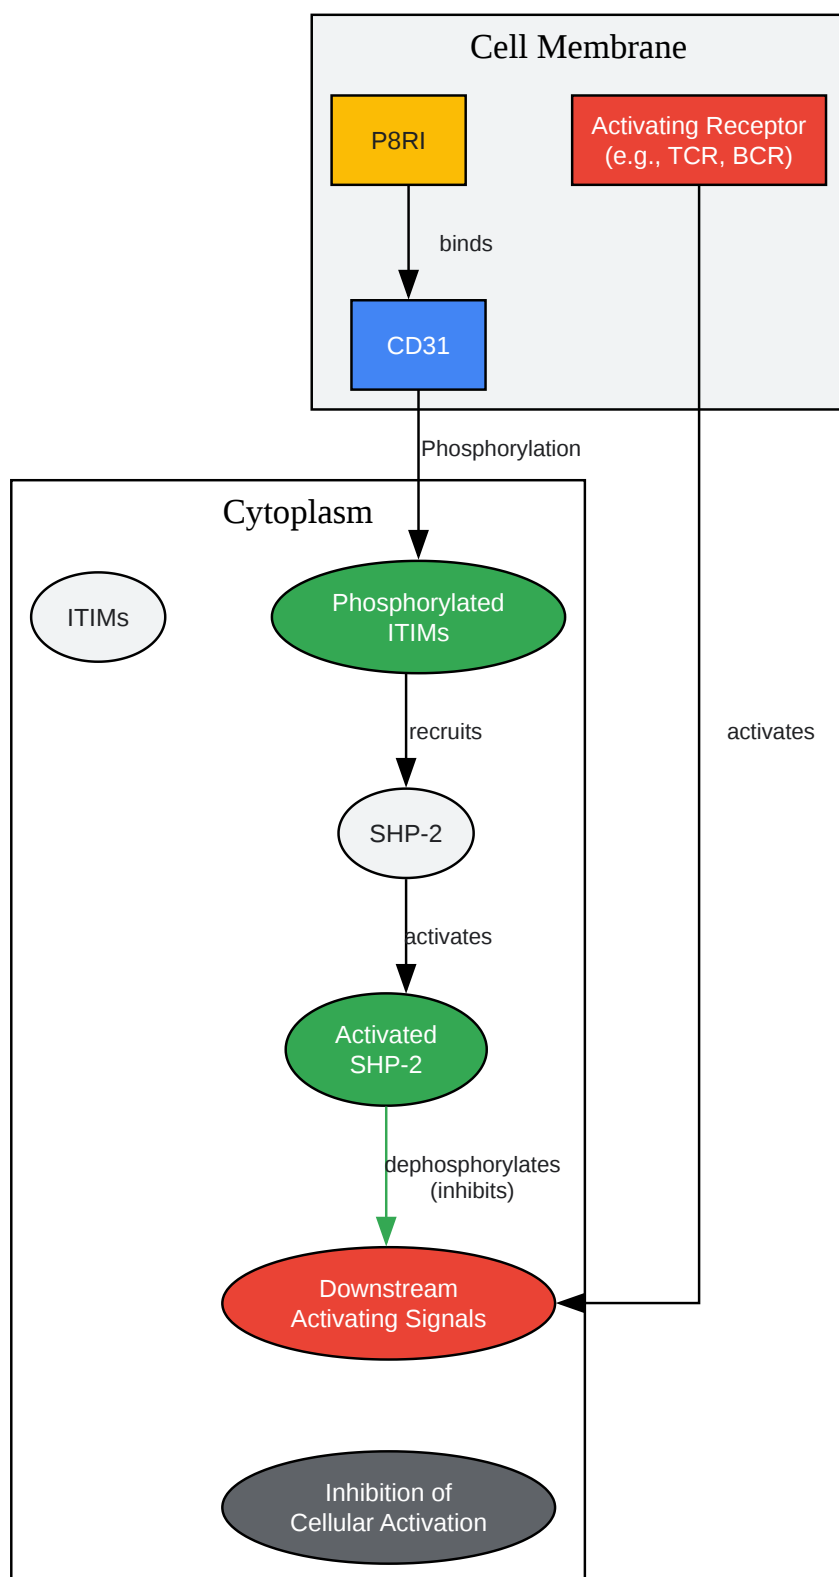 Cell Membrane
P8RI
Activating Receptor
(e.g., TCR, BCR)
binds
CD31
Phosphorylation
Cytoplasm
ITIMs
Phosphorylated
ITIMs
recruits
activates
SHP-2
activates
Activated
SHP-2
dephosphorylates
(inhibits)
Downstream
Activating Signals
Inhibition of
Cellular Activation